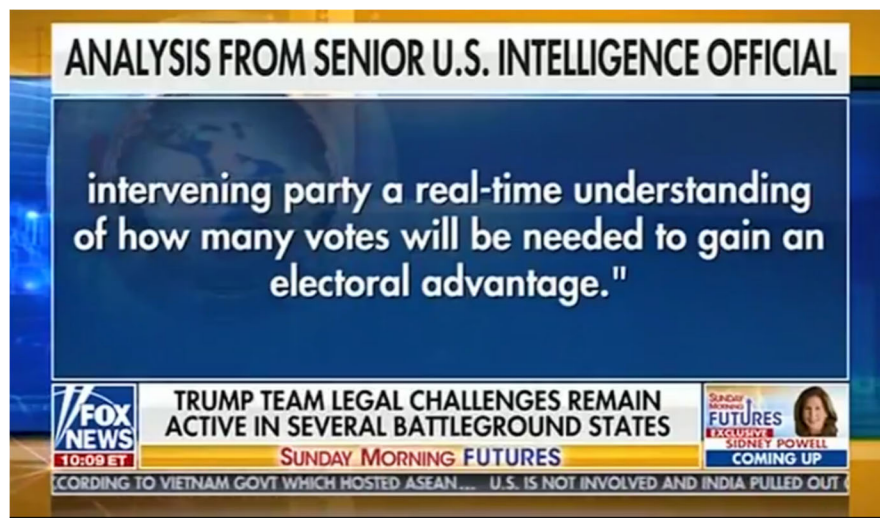 ANALYSIS FROM SENIOR U.S. INTELLIGENCE OFFICIAL
intervening party a real-time understanding
of how many votes will be needed to gain an
electoral advantage."
FOX
NEWS
10:09 ET
TRUMP TEAM LEGAL CHALLENGES REMAIN
ACTIVE IN SEVERAL BATTLEGROUND STATES
SUNDAY MORNING FUTURES
SUNDAY
MORNING
FUTURES
EXCLUSIVE
SIDNEY POWELL
COMING UP
CCORDING TO VIETNAM GOVT WHICH HOSTED ASEAN... U.S. IS NOT INVOLVED AND INDIA PULLED OUT